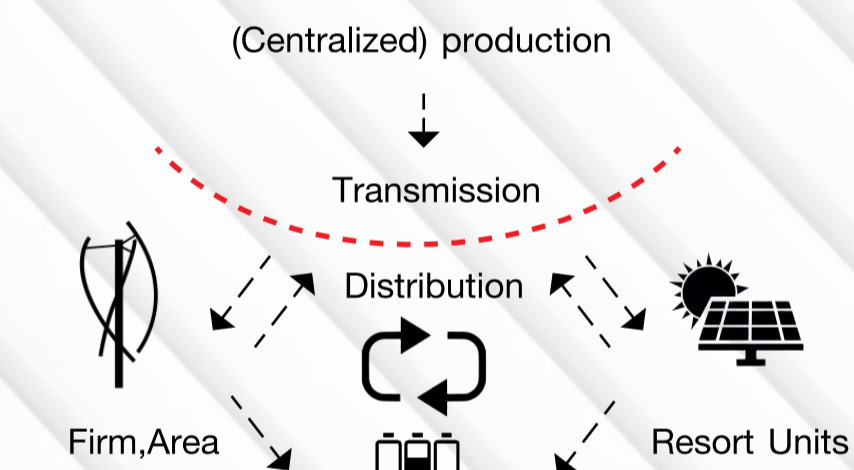 (Centralized) production
Transmission
Distribution
Firm,Area
Resort Units